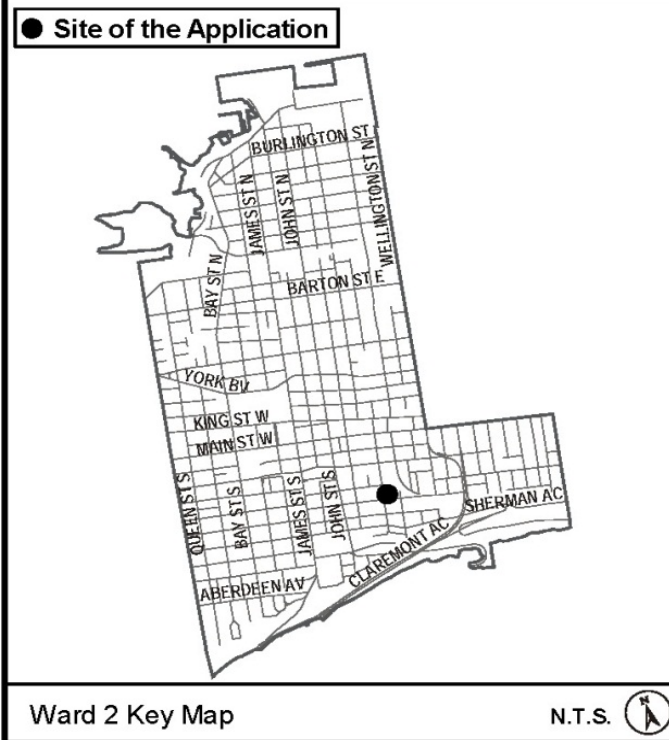 Site of the Application
BURLINGTON ST
JAMES ST N
JOHN ST N
WELLINGTON ST N
BAY ST N
BARTON ST E
YORK BV
KING ST W
MAIN ST W
QUEEN ST S
BAY ST S
JAMES ST S
JOHN ST S
SHERMAN AC
CLAREMONT AC
ABERDEEN AV
Ward 2 Key Map
N.T.S.
N